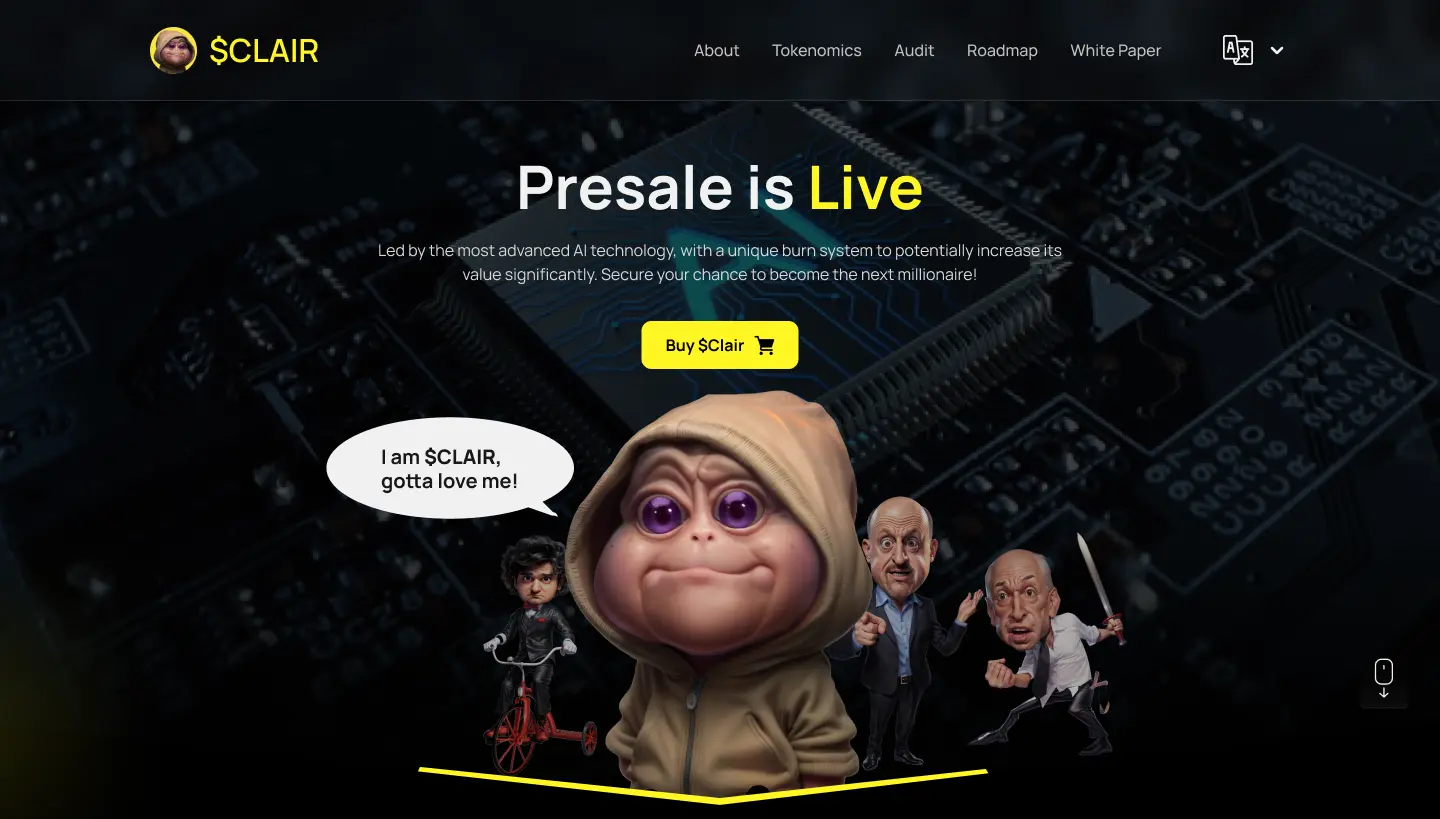 $CLAIR
About
Tokenomics
Audit
Roadmap
White Paper
Presale is Live
Led by the most advanced AI technology, with a unique burn system to potentially increase its
value significantly. Secure your chance to become the next millionaire!
Buy $Clair
I am $CLAIR,
gotta love me!